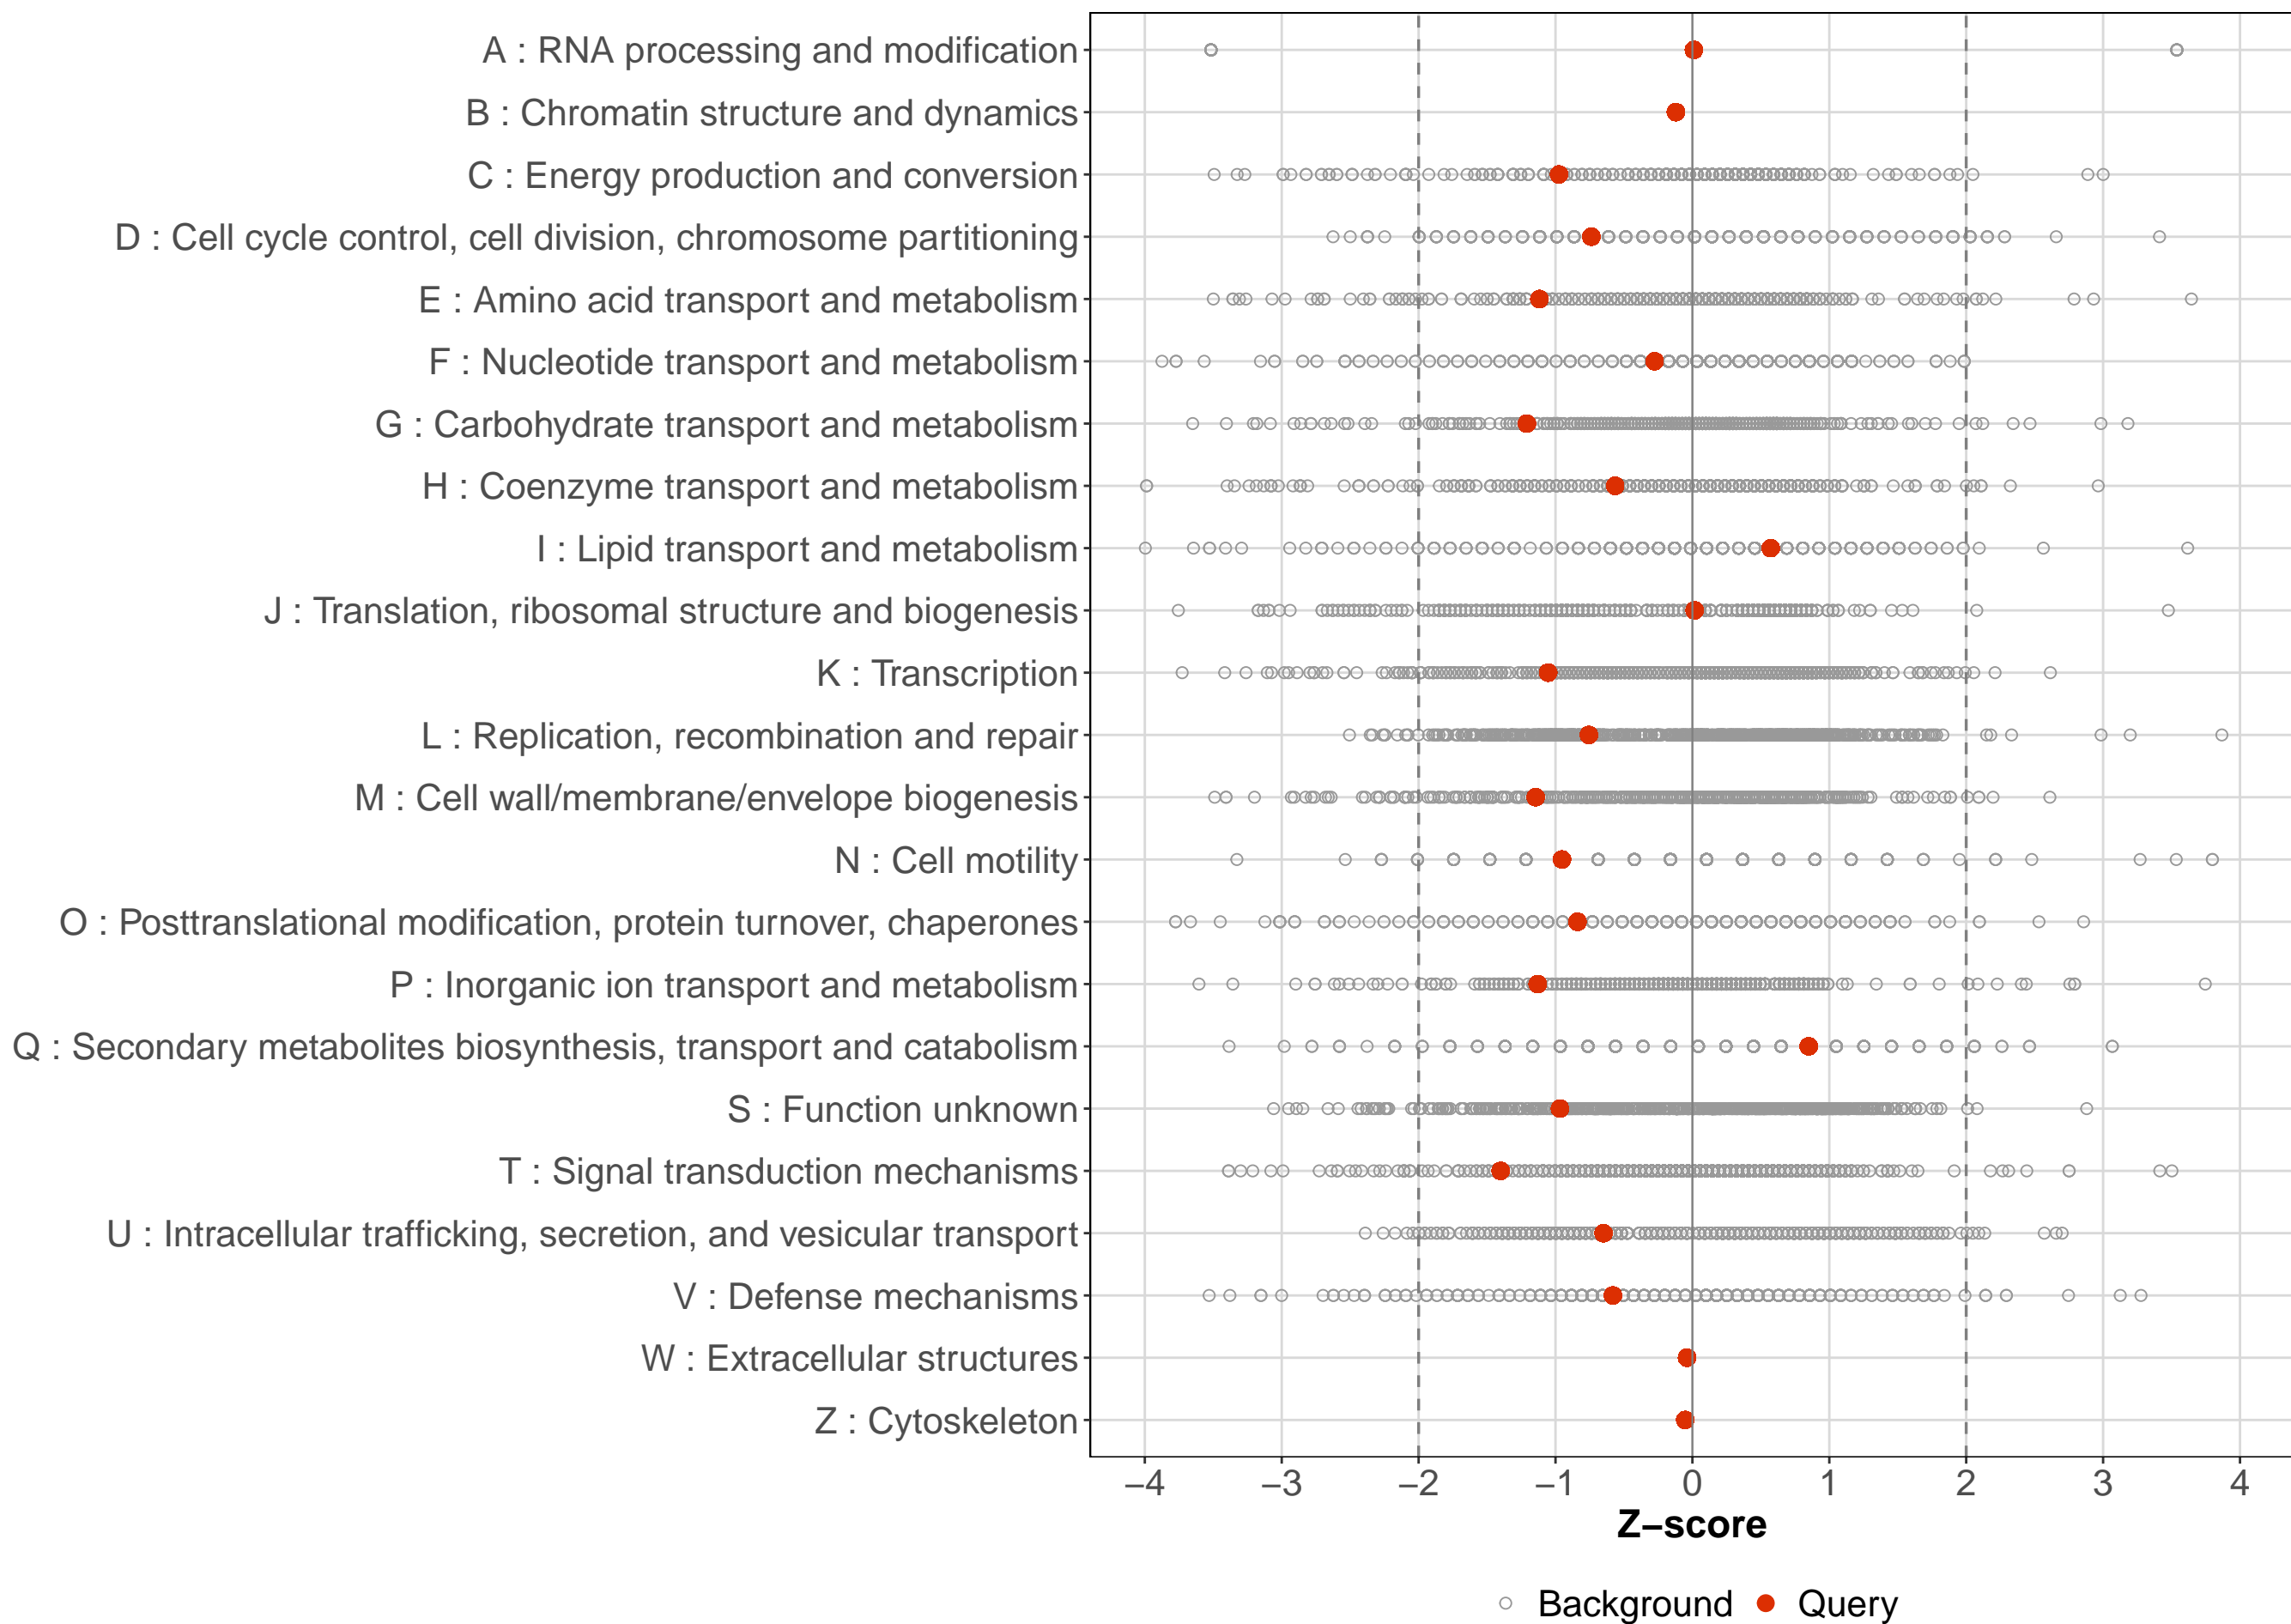 A : RNA processing and modification
B : Chromatin structure and dynamics
C : Energy production and conversion
D : Cell cycle control, cell division, chromosome partitioning
E : Amino acid transport and metabolism
F : Nucleotide transport and metabolism
G : Carbohydrate transport and metabolism
H : Coenzyme transport and metabolism
I : Lipid transport and metabolism
J : Translation, ribosomal structure and biogenesis
K : Transcription
L : Replication, recombination and repair
M : Cell wall/membrane/envelope biogenesis
N : Cell motility
O : Posttranslational modification, protein turnover, chaperones
P : Inorganic ion transport and metabolism
Q : Secondary metabolites biosynthesis, transport and catabolism
S : Function unknown
T : Signal transduction mechanisms
U : Intracellular trafficking, secretion, and vesicular transport
V : Defense mechanisms
W : Extracellular structures
Z : Cytoskeleton
−4 −3 −2 −1 0 1 2 3 4
Z−score
Background Query